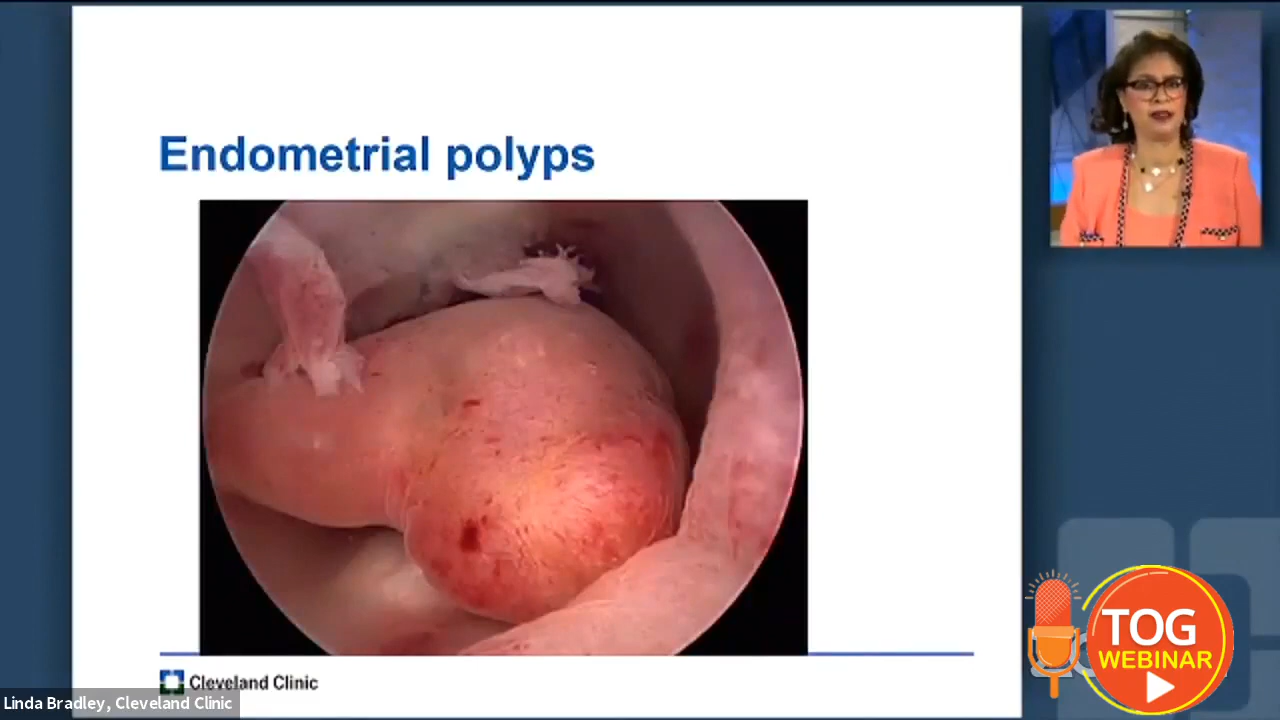 Endometrial polyps
Cleveland Clinic
Linda Bradley, Cleveland Clinic
TOG
WEBINAR